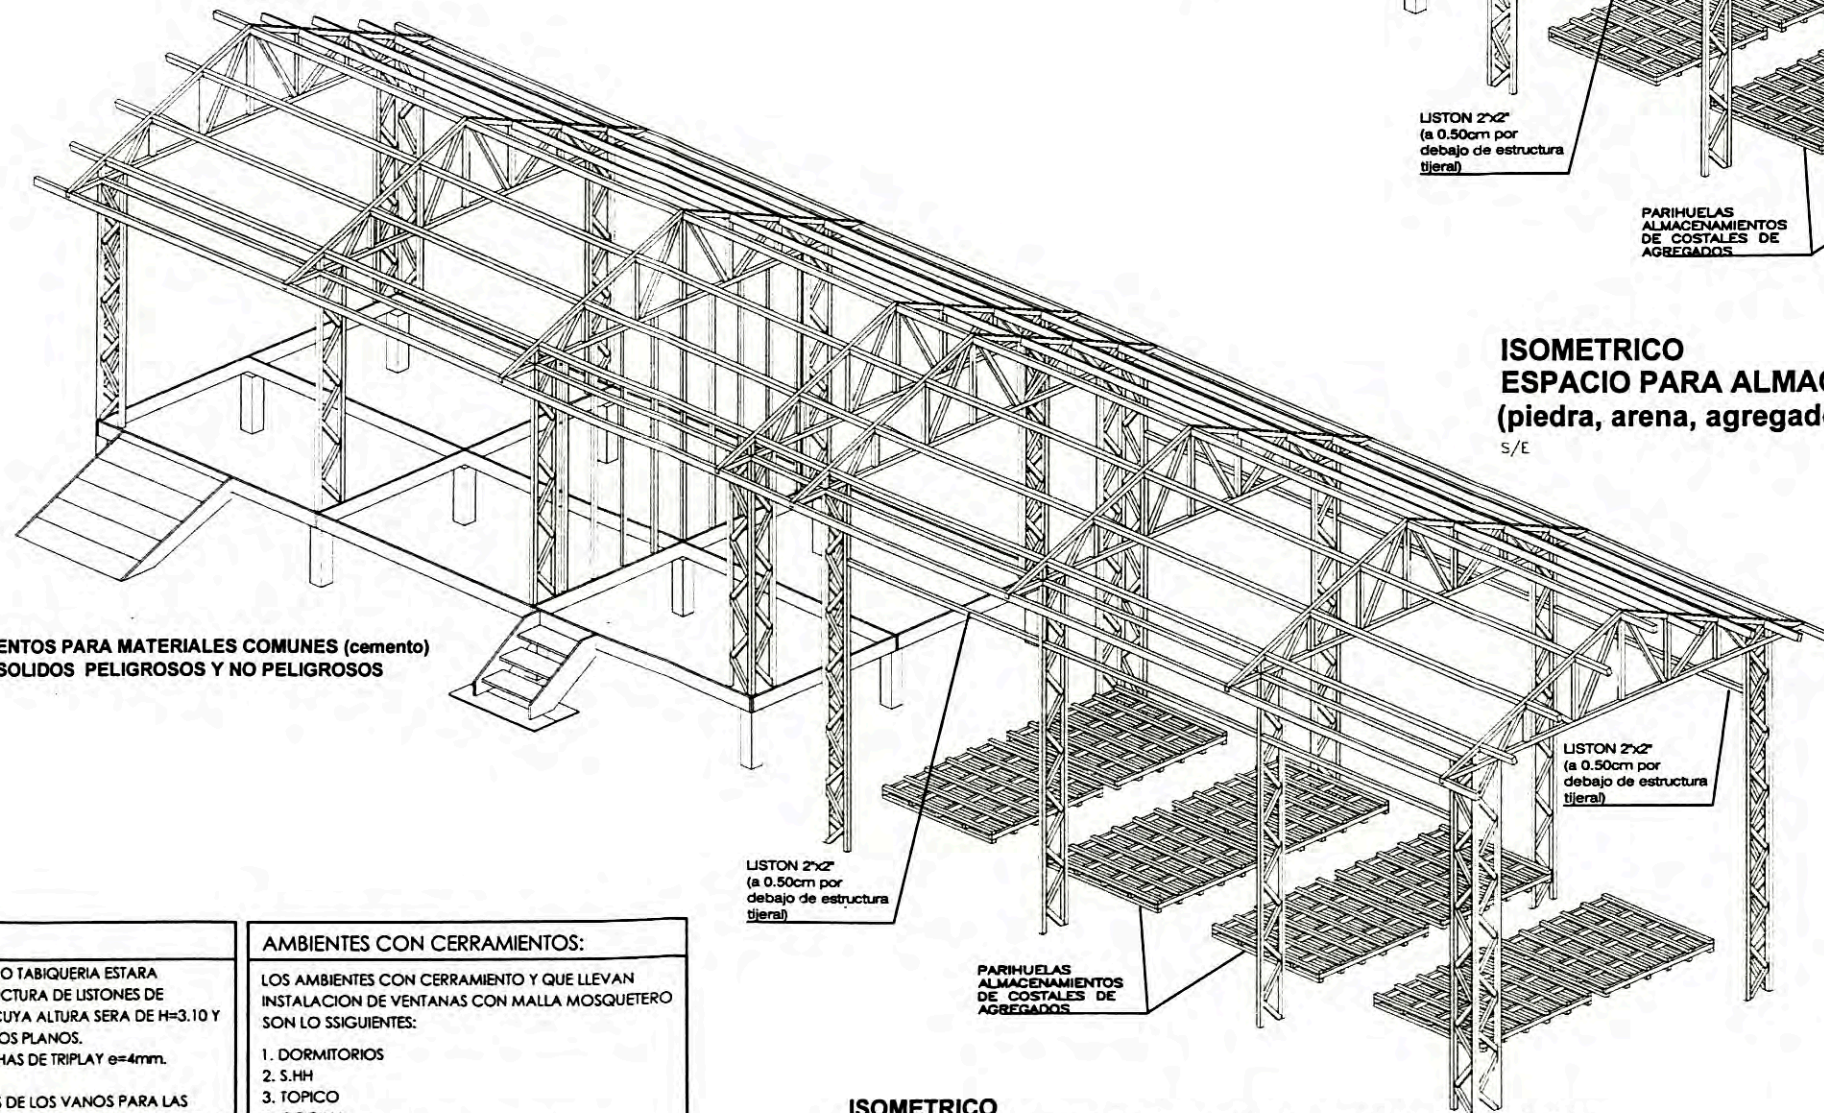 LISTON 2"x2"
(a 0.50cm por
debajo de estructura
tijeral)
PARIHUELAS
ALMACENAMIENTOS
DE COSTALES DE
AGREGADOS
ISOMETRICO
ESPACIO PARA
(piedra, arena,
S/E
PARA MATERIALES COMUNES (cemento)
SOLIDOS PELIGROSOS Y NO PELIGROSOS
LISTON 2"x2"
(a 0.50cm por
debajo de estructura
tijeral)
LISTON 2"x2"
(a 0.50cm por
debajo de estructura
tijeral)
PARIHUELAS
ALMACENAMIENTOS
DE COSTALES DE
AGREGADOS
O TABIQUERIA ESTARA
DE LISTONES DE
CUYA ALTURA SERA DE H=3.10 Y
PLANOS.
DE TRIPLAY e=4mm.
DE LOS VANOS PARA LAS
AMBIENTES CON CERRAMIENTOS:
LOS AMBIENTES CON CERRAMIENTO Y QUE LLEVAN
INSTALACION DE VENTANAS CON MALLA MOSQUETERO
SON LO SSIGUIENTES:
1. DORMITORIOS
2. S.HH
3. TOPICO
ISOMETRICO